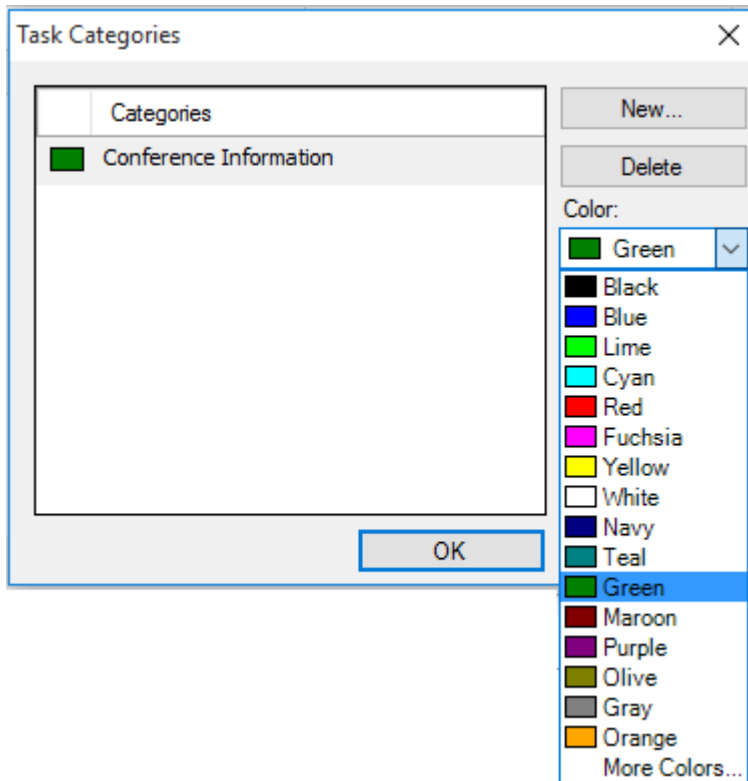 Task Categories
Categories
New...
Conference Information
Delete
Color:
Green
Black
Blue
Lime
Cyan
Red
Fuchsia
Yellow
White
Navy
OK
Teal
Green
Maroon
Purple
Olive
Gray
Orange
More Colors...